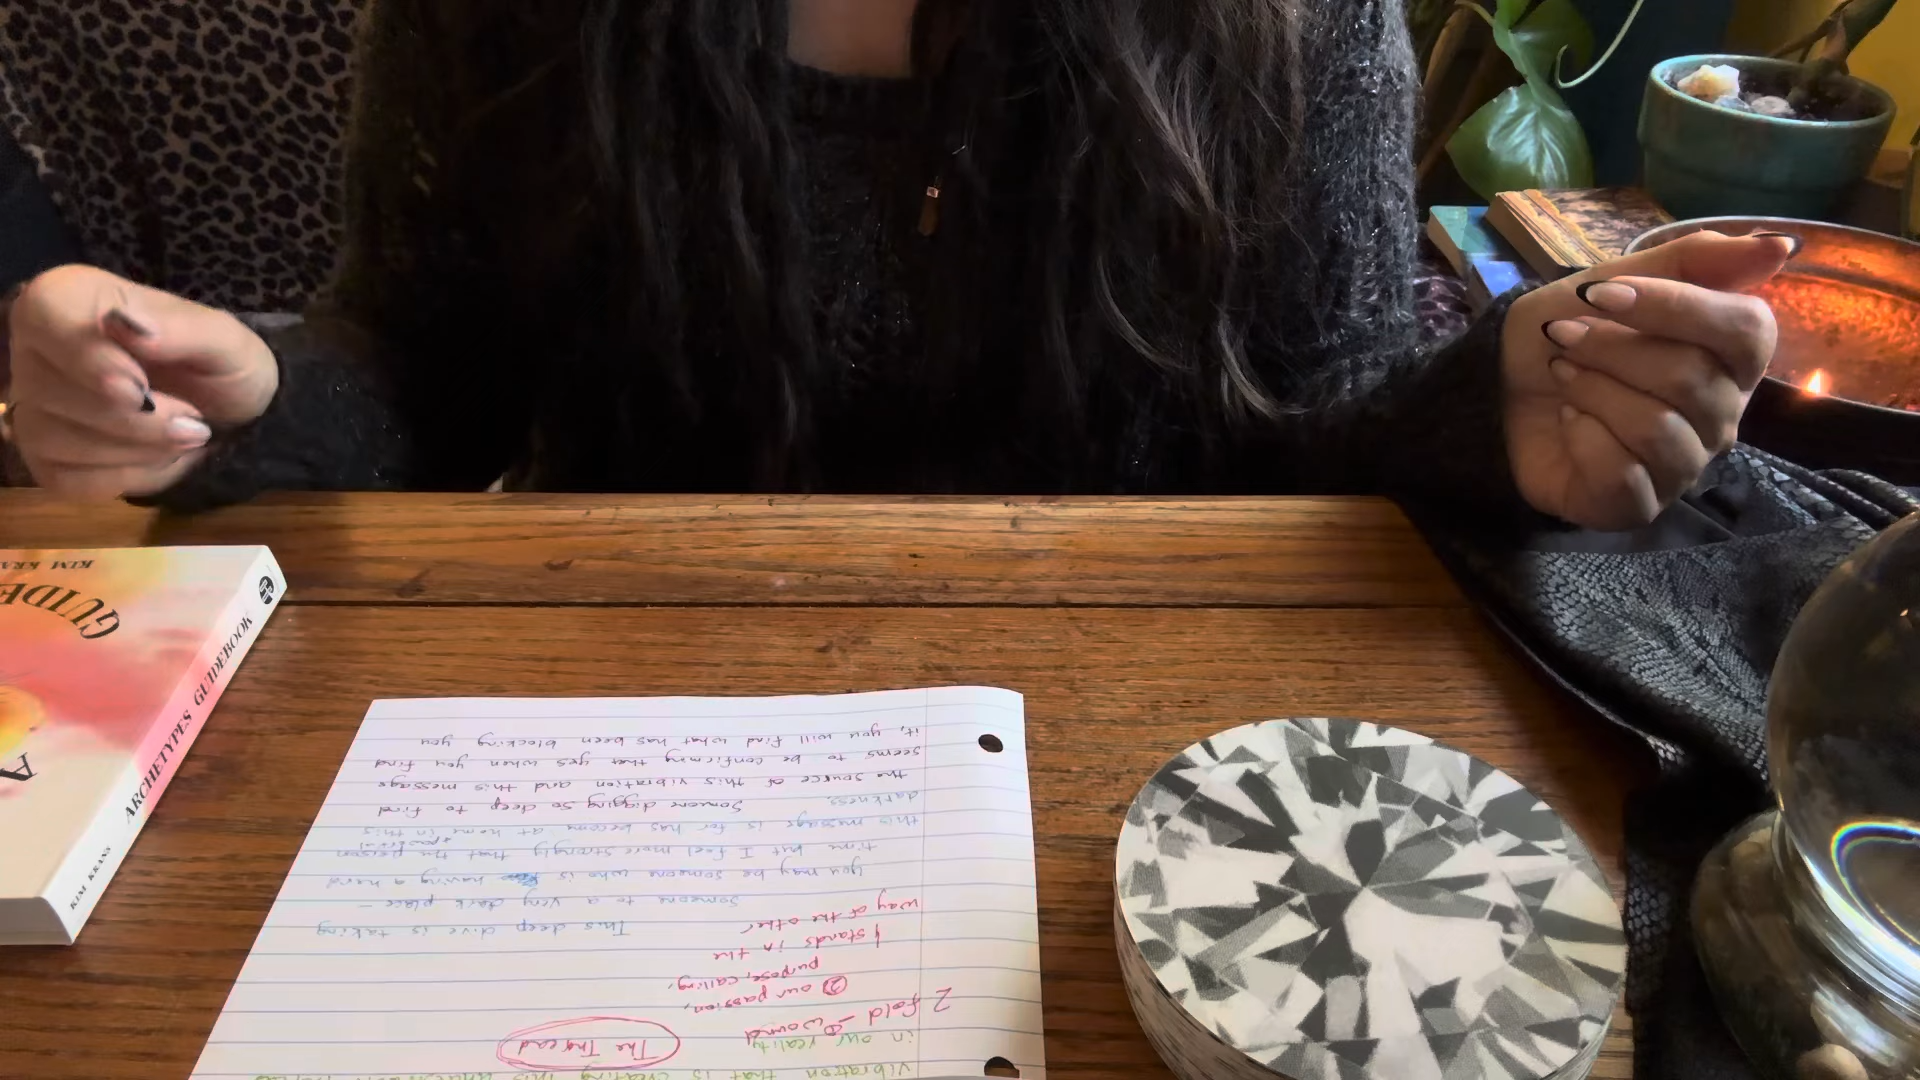 vibration that is creating this
in our reality
The Thread
2 fold - ① wound
② our passion,
purpose, calling,
1 stands in the
way of the other
This deep dive is taking
someone to a very dark place -
you may be someone who is having a hard
time but I feel more strongly that the person
this message is for has become at home in this
spiritual
darkness.
Someone digging so deep to find
the source of this vibration and this message
seems to be confirming that yes when you find
it, you will find what has been blocking you
A
GUIDE
KIM KRA
KIM KRANS
ARCHETYPES GUIDEBOOK